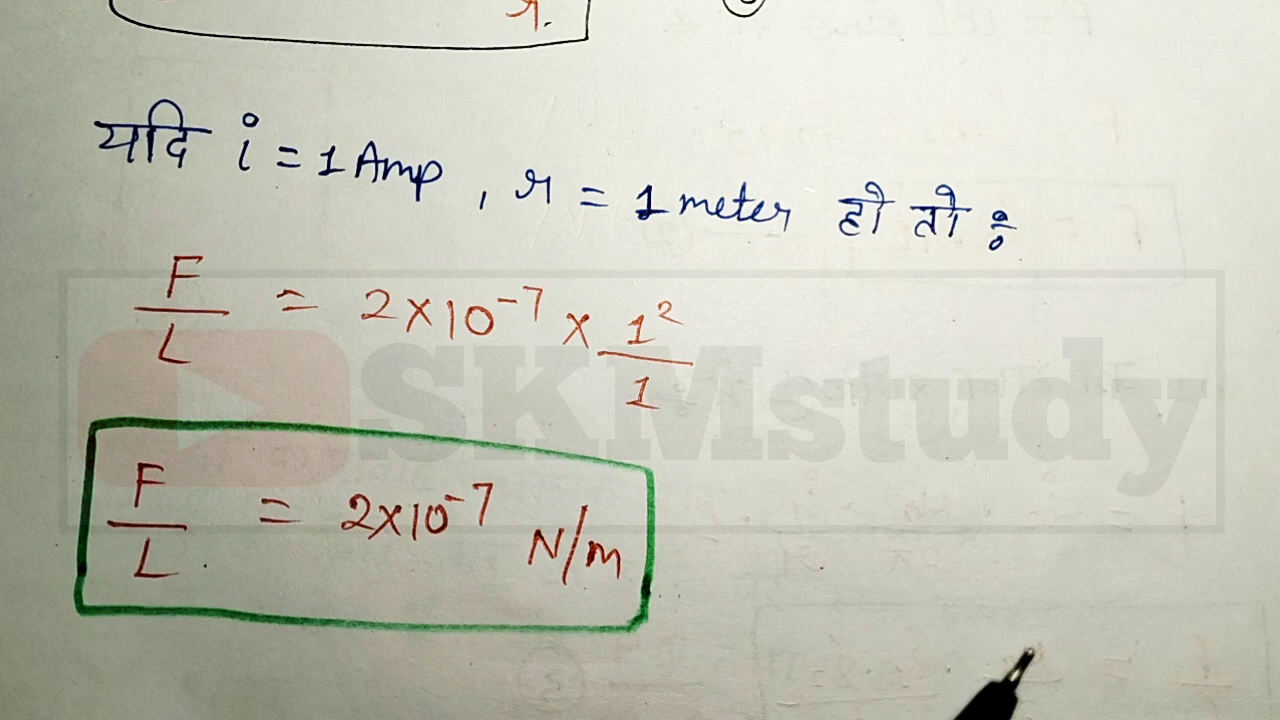 r.
यदि i = 1 Amp , r = 1 meter हो तो :
F/L = 2×10⁻⁷ × 1²/1
SKMstudy
F/L = 2×10⁻⁷ N/m